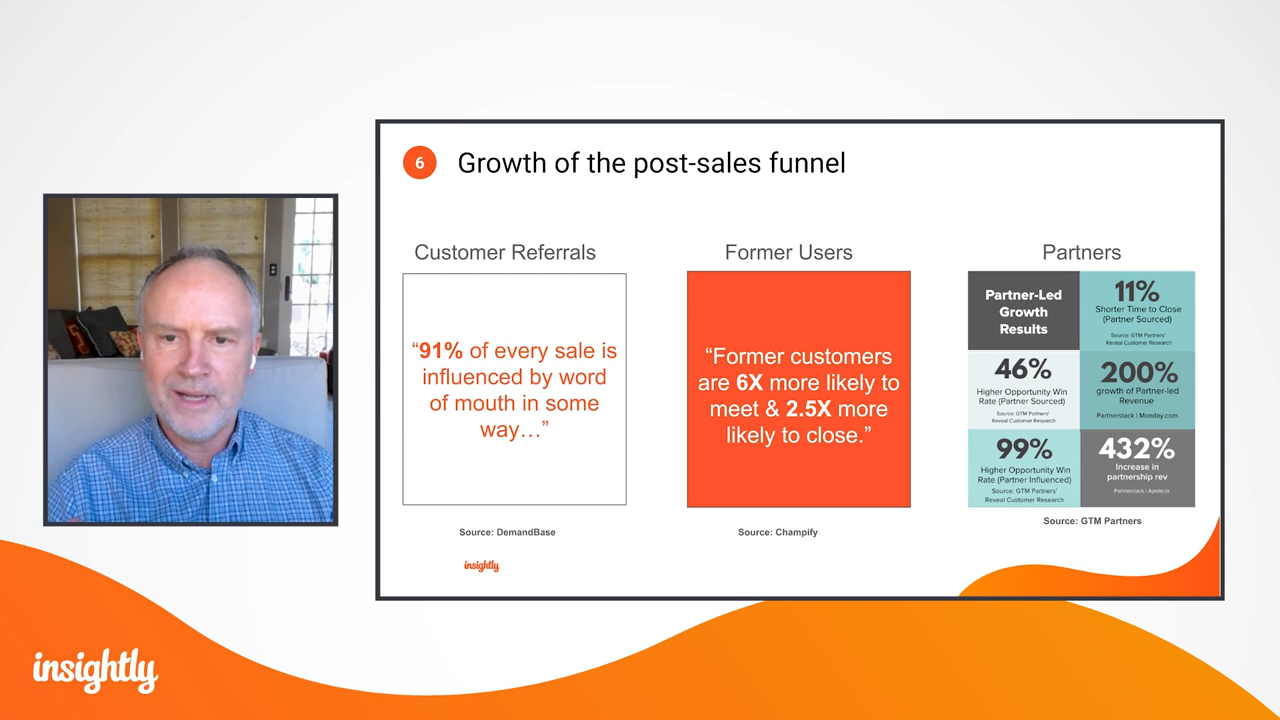 6
Growth of the post-sales funnel
Customer Referrals
“91% of every sale is
influenced by word
of mouth in some
way…”
Source: DemandBase
Former Users
“Former customers
are 6X more likely to
meet & 2.5X more
likely to close.”
Source: Champify
Partners
Partner-Led
Growth
Results
11%
Shorter Time to Close
(Partner Sourced)
Source: GTM Partners'
Reveal Customer Research
46%
Higher Opportunity Win
Rate (Partner Sourced)
Source: GTM Partners'
Reveal Customer Research
200%
growth of Partner-led
Revenue
Partnerstack | Monday.com
99%
Higher Opportunity Win
Rate (Partner Influenced)
Source: GTM Partners'
Reveal Customer Research
432%
Increase in
partnership rev
Partnerstack | Apollo.io
Source: GTM Partners
insightly
insightly